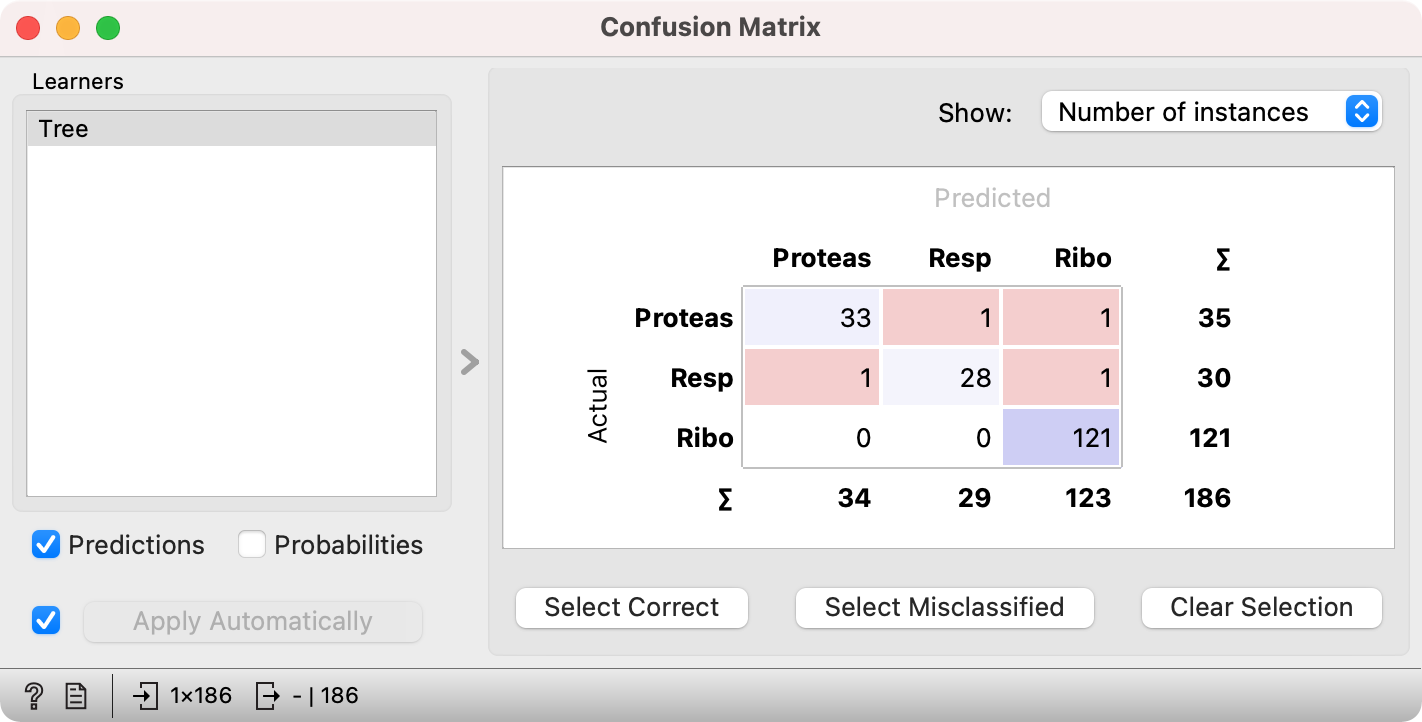 Confusion Matrix
Learners
Tree
Predictions
Probabilities
Apply Automatically
Show: Number of instances
Predicted
Proteas Resp Ribo Σ
Actual
Proteas 33 1 1 35
Resp 1 28 1 30
Ribo 0 0 121 121
Σ 34 29 123 186
Select Correct
Select Misclassified
Clear Selection
? 1×186 - | 186